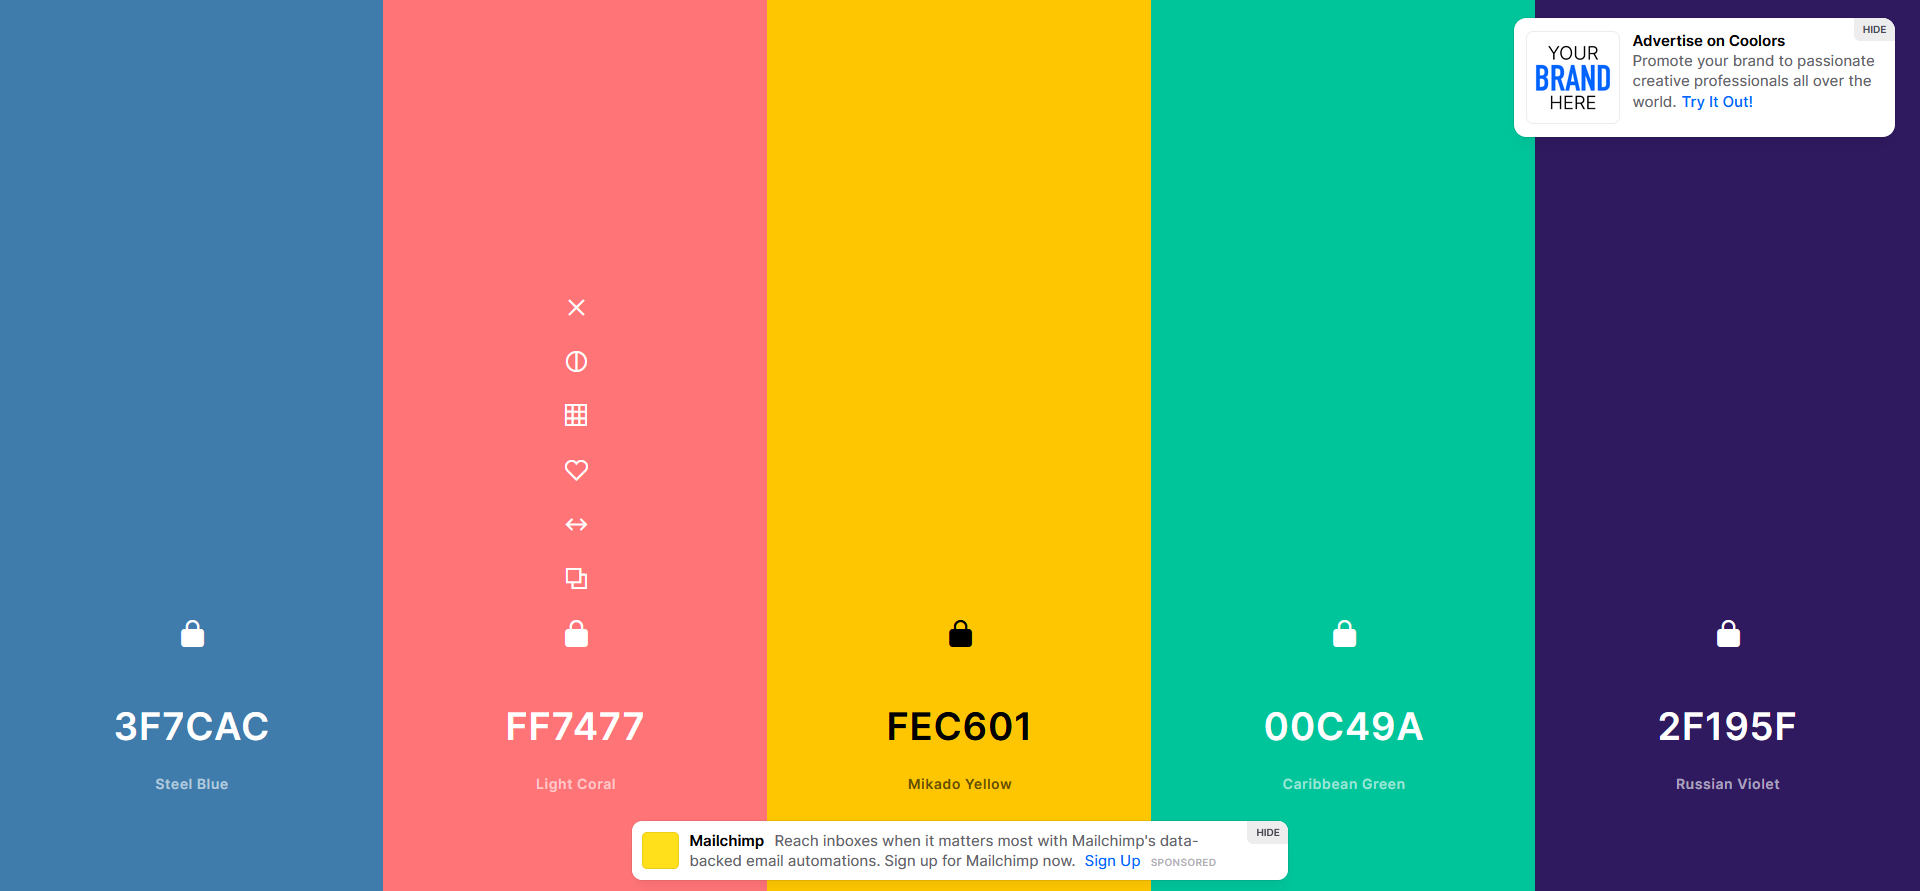 YOUR
BRAND
HERE
Advertise on Coolors
Promote your brand to passionate
creative professionals all over the
world. Try It Out!
HIDE
3F7CAC
Steel Blue
FF7477
Light Coral
FEC601
Mikado Yellow
00C49A
Caribbean Green
2F195F
Russian Violet
Mailchimp Reach inboxes when it matters most with Mailchimp's data-
backed email automations. Sign up for Mailchimp now. Sign Up SPONSORED
HIDE